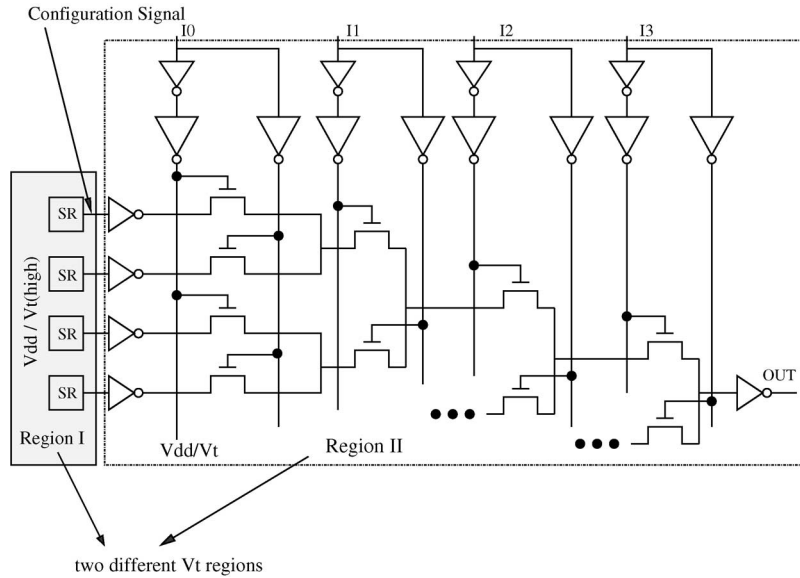 Configuration Signal
I0
I1
I2
I3
SR
SR
SR
SR
Vdd / Vt(high)
OUT
Region I
Vdd/Vt
Region II
two different Vt regions